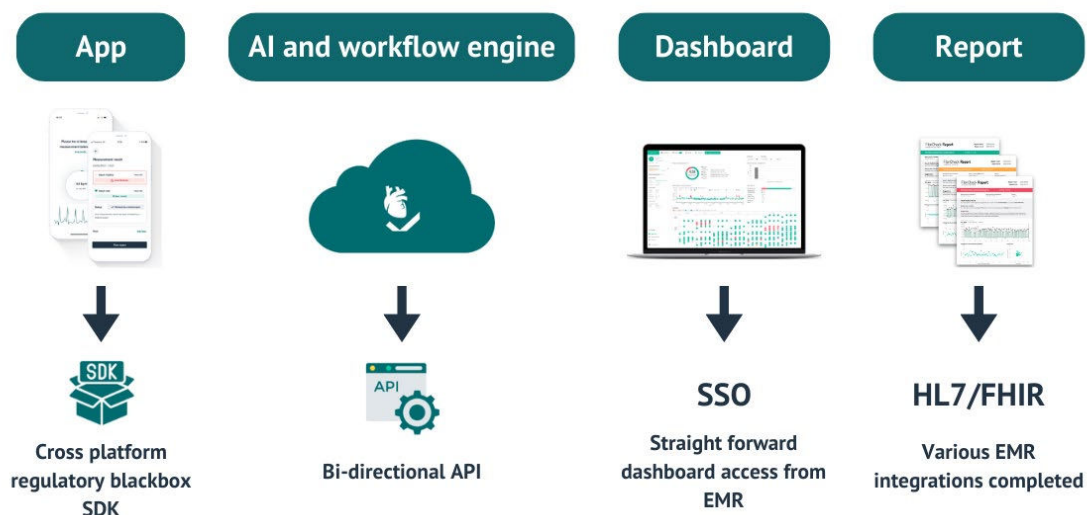 App
AI and workflow engine
Dashboard
Report
SDK
API
SSO
HL7/FHIR
Cross platform
regulatory blackbox
SDK
Bi-directional API
Straight forward
dashboard access from
EMR
Various EMR
integrations completed